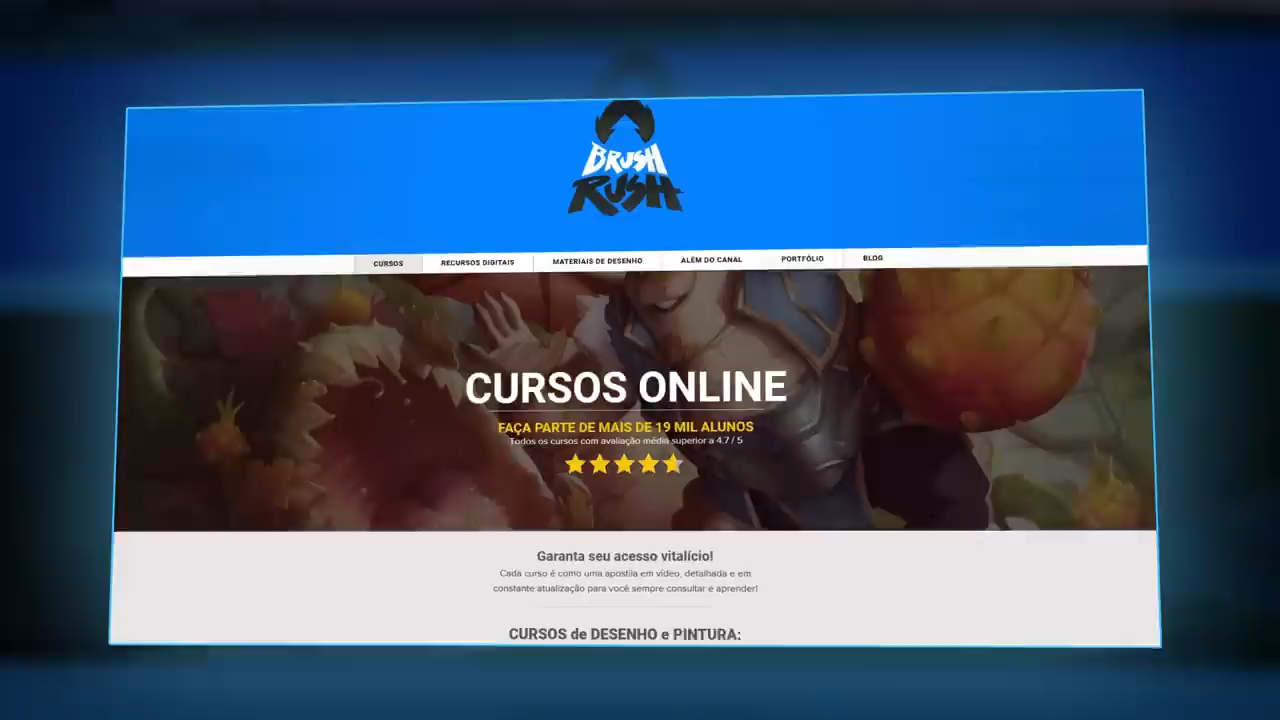 BRUSH
RUSH
CURSOS
RECURSOS DIGITAIS
MATERIAIS DE DESENHO
ALÉM DO CANAL
PORTFÓLIO
BLOG
CURSOS ONLINE
FAÇA PARTE DE MAIS DE 19 MIL ALUNOS
Todos os cursos com avaliação média superior a 4.7 / 5
Garanta seu acesso vitalício!
Cada curso é como uma apostila em vídeo, detalhada e em
constante atualização para você sempre consultar e aprender!
CURSOS de DESENHO e PINTURA: